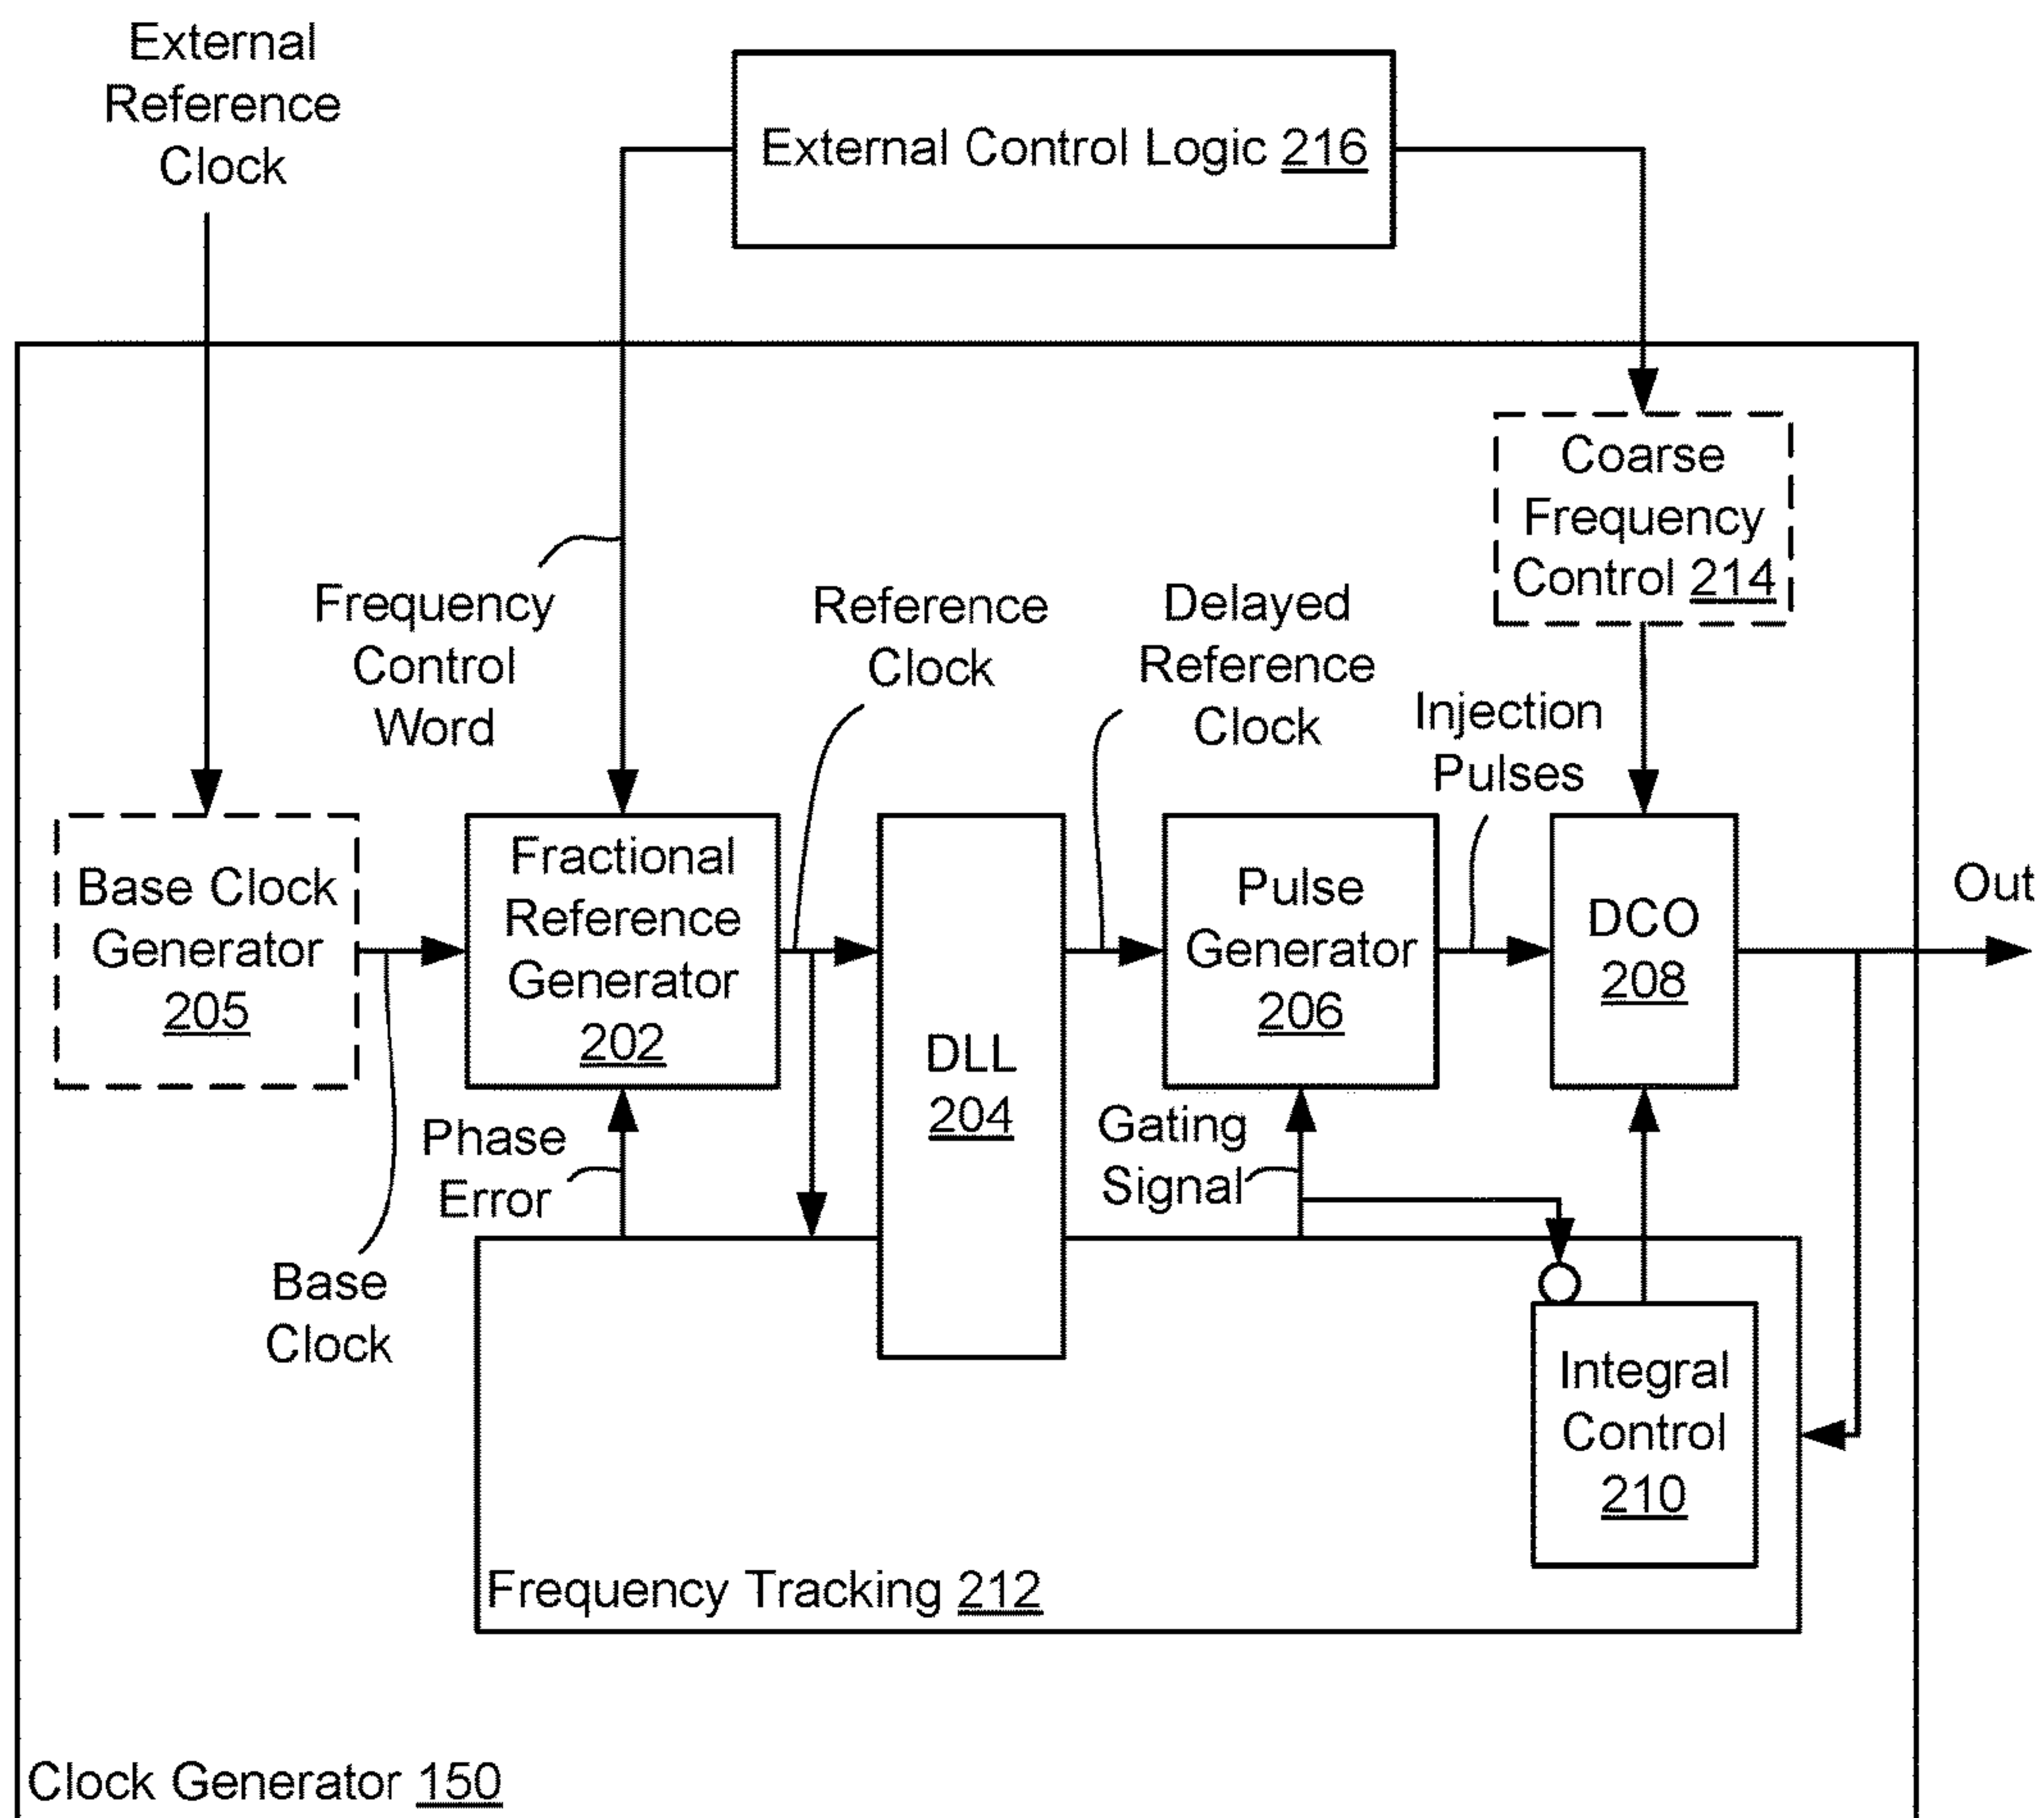 External
Reference
Clock
External Control Logic 216
Coarse
Frequency
Control 214
Frequency
Control
Word
Reference
Clock
Delayed
Reference
Clock
Injection
Pulses
Base Clock
Generator
205
Fractional
Reference
Generator
202
DLL
204
Pulse
Generator
206
DCO
208
Out
Phase
Error
Gating
Signal
Base
Clock
Integral
Control
210
Frequency Tracking 212
Clock Generator 150